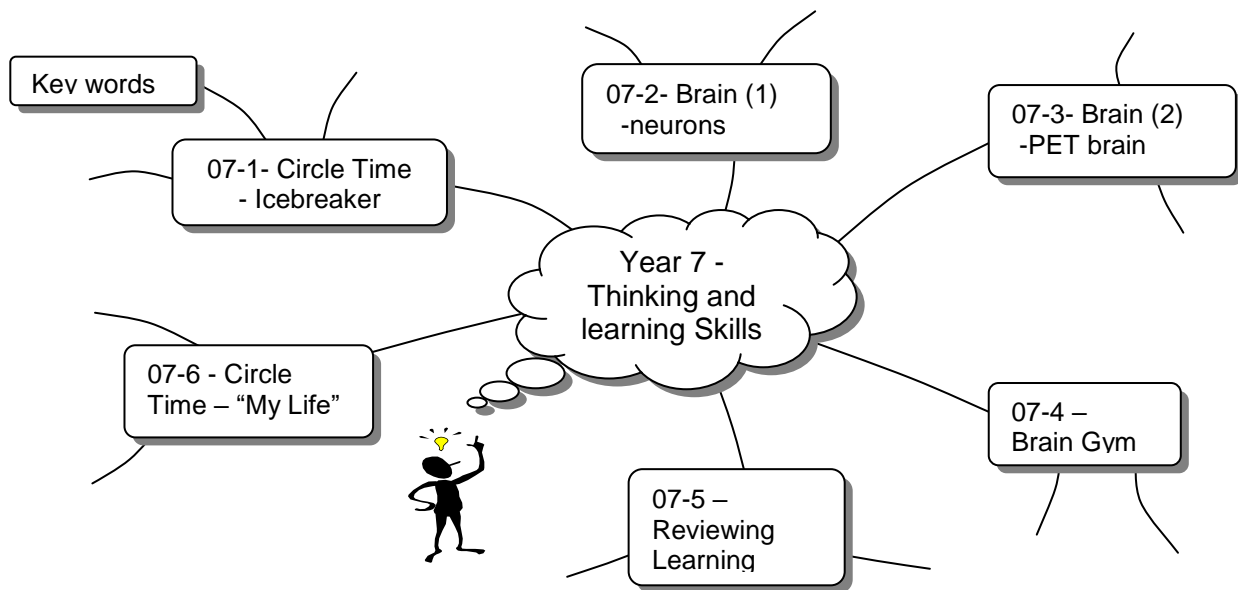 Key words
07-1- Circle Time
- Icebreaker
07-2- Brain (1)
-neurons
07-3- Brain (2)
-PET brain
Year 7 -
Thinking and
learning Skills
07-6 - Circle
Time – “My Life”
07-4 –
Brain Gym
07-5 –
Reviewing
Learning